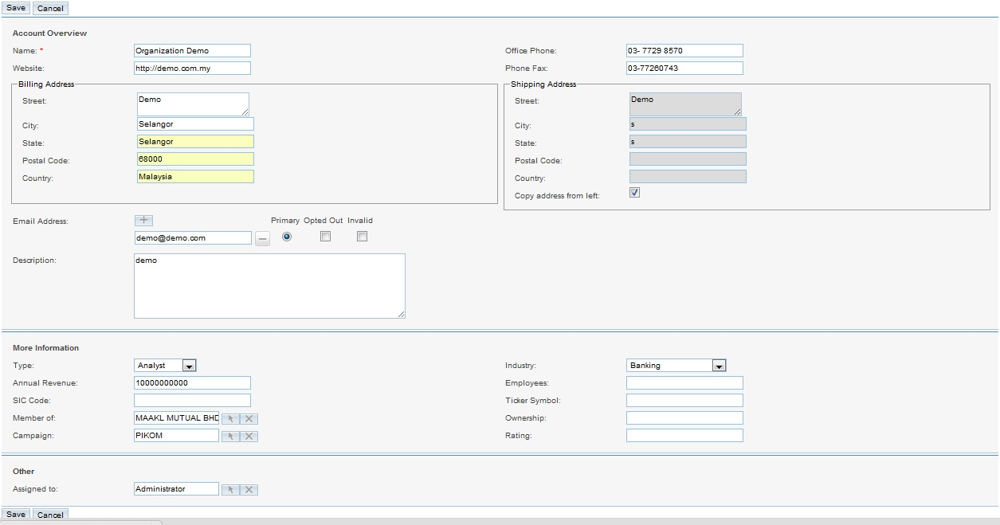 Save Cancel
Account Overview
Name: * Organization Demo Office Phone: 03- 7729 8570
Website: http://demo.com.my Phone Fax: 03-77260743
Billing Address Shipping Address
Street: Demo Street: Demo
City: Selangor City: s
State: Selangor State: s
Postal Code: 68000 Postal Code:
Country: Malaysia Country:
Copy address from left:
Email Address: Primary Opted Out Invalid
demo@demo.com
Description: demo
More Information
Type: Analyst Industry: Banking
Annual Revenue: 10000000000 Employees:
SIC Code: Ticker Symbol:
Member of: MAAKL MUTUAL BHD Ownership:
Campaign: PIKOM Rating:
Other
Assigned to: Administrator
Save Cancel